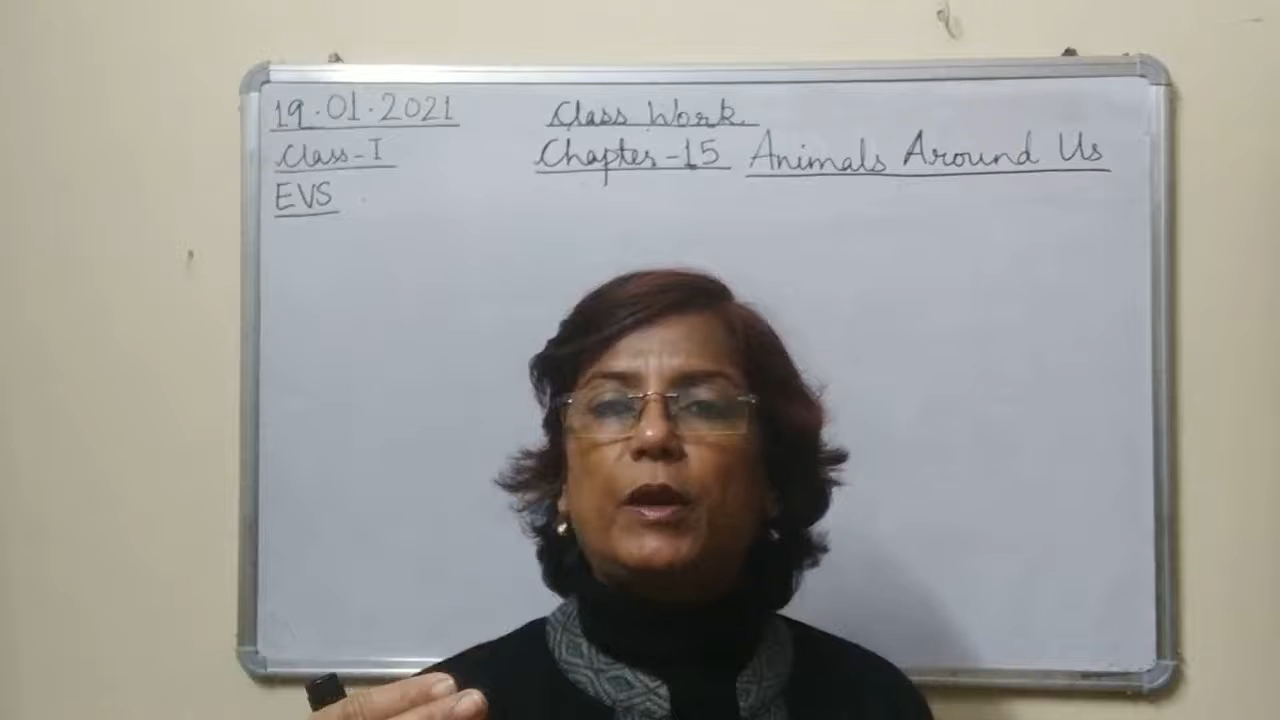 19.01.2021
Class Work.
Class-I
Chapter-15 Animals Around Us
EVS